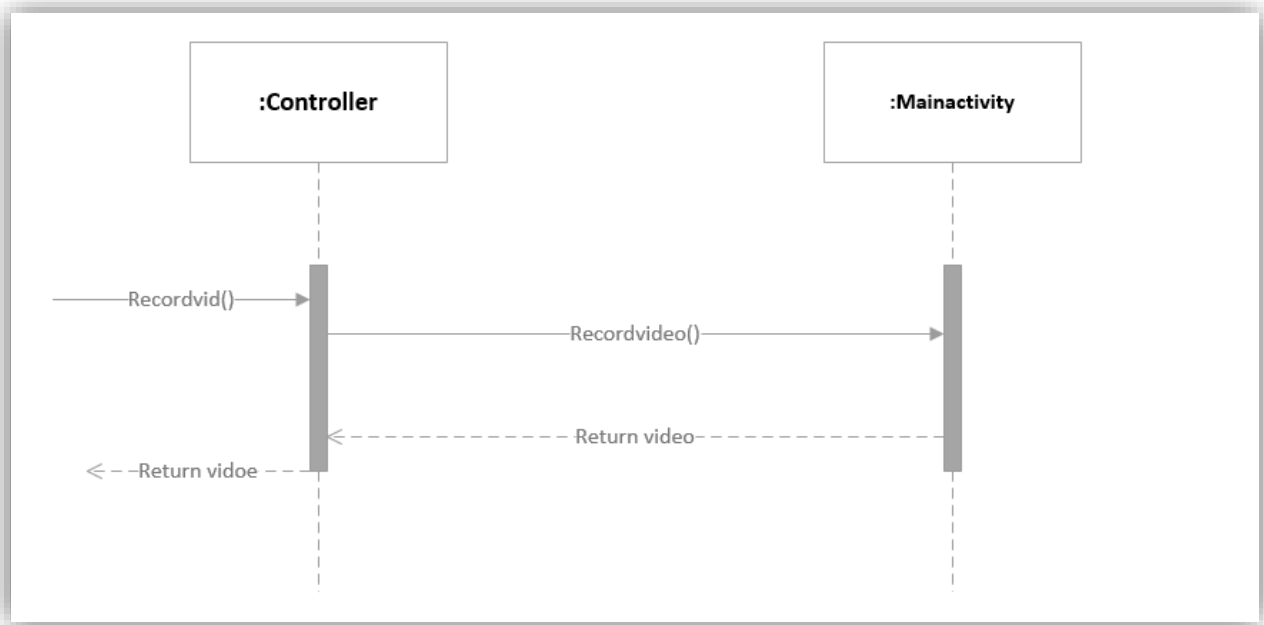 :Controller
:Mainactivity
Recordvid()
Recordvideo()
Return video
Return vidoe